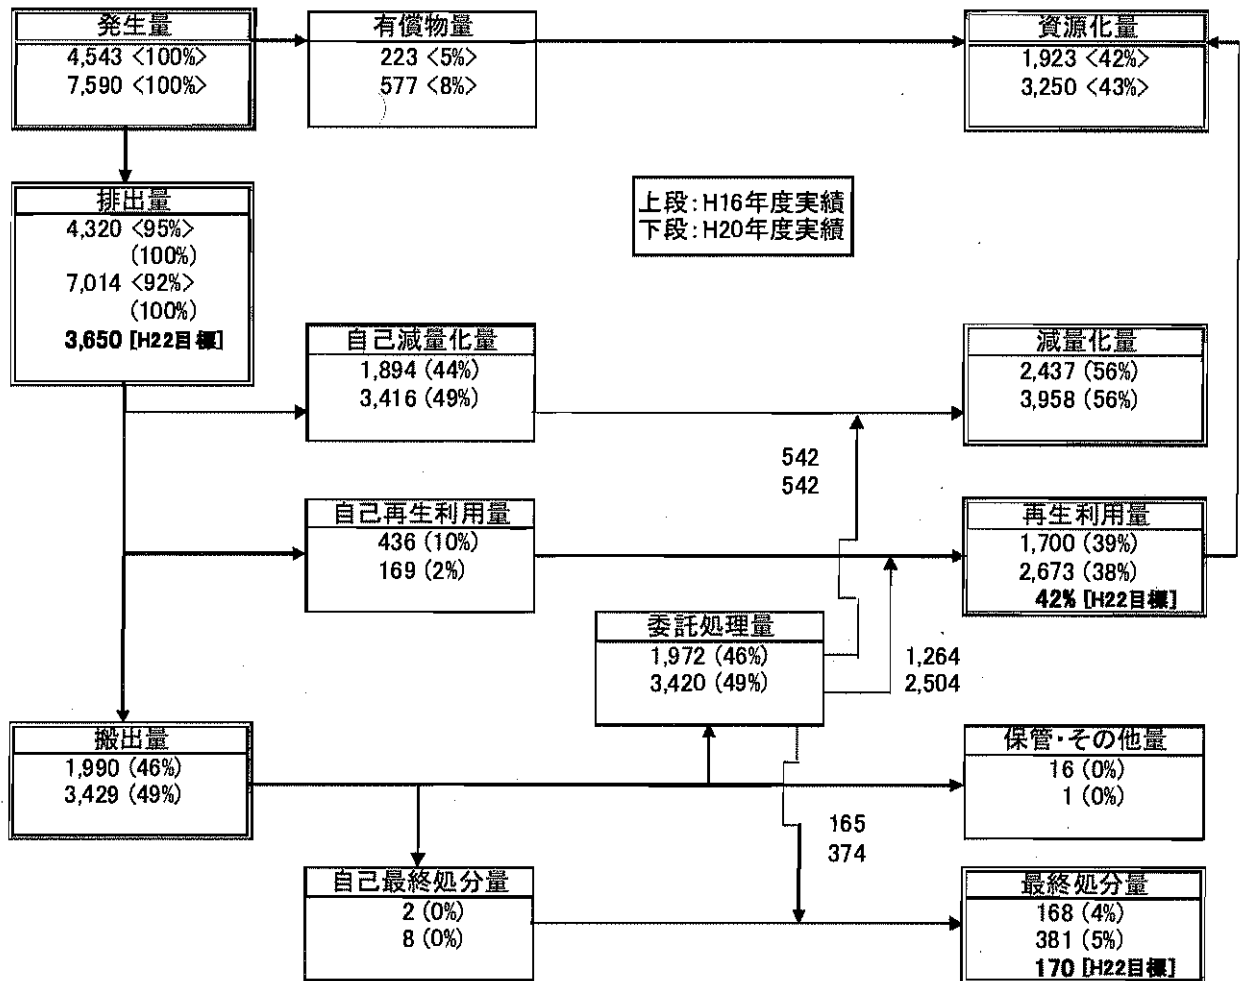 発生量
4,543 <100%>
7,590 <100%>
有償物量
223 <5%>
577 <8%>
資源化量
1,923 <42%>
3,250 <43%>
排出量
4,320 <95%>
(100%)
7,014 <92%>
(100%)
3,650 [H22目標]
上段:H16年度実績
下段:H20年度実績
自己減量化量
1,894 (44%)
3,416 (49%)
減量化量
2,437 (56%)
3,958 (56%)
542
542
自己再生利用量
436 (10%)
169 (2%)
再生利用量
1,700 (39%)
2,673 (38%)
42% [H22目標]
委託処理量
1,972 (46%)
3,420 (49%)
1,264
2,504
搬出量
1,990 (46%)
3,429 (49%)
保管・その他量
16 (0%)
1 (0%)
165
374
自己最終処分量
2 (0%)
8 (0%)
最終処分量
168 (4%)
381 (5%)
170 [H22目標]